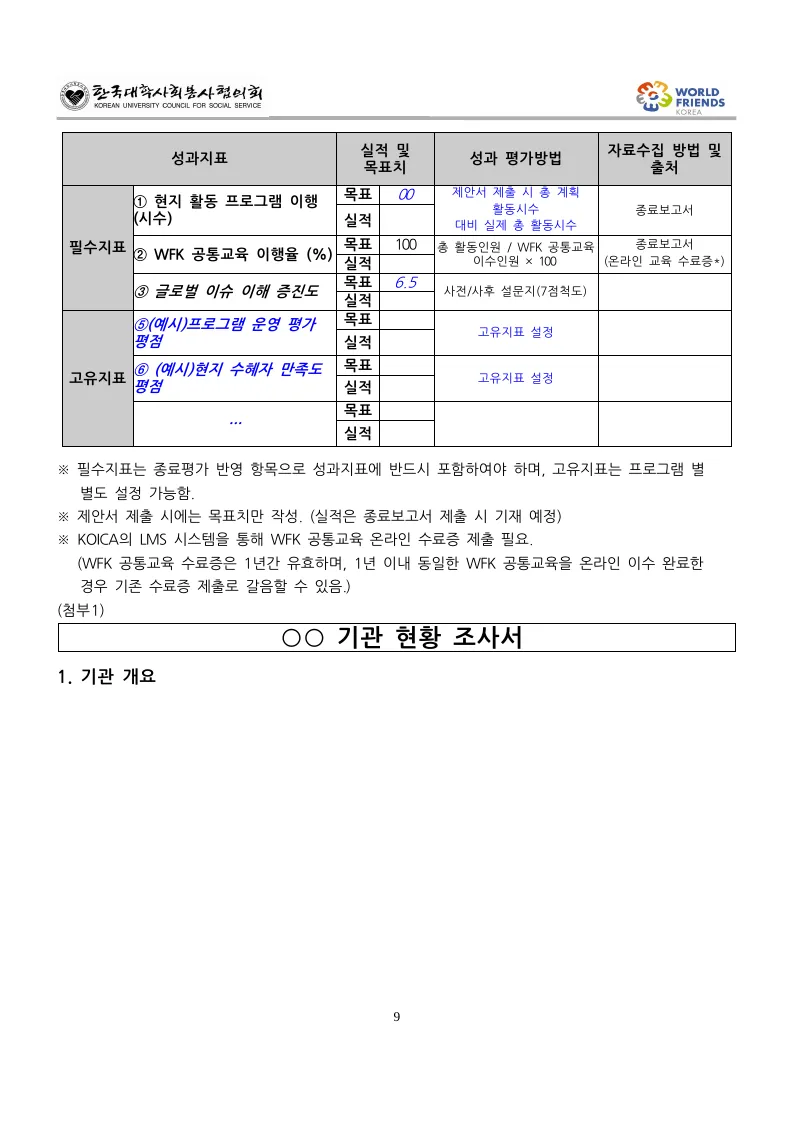 한국대학사회봉사협의회
KOREAN UNIVERSITY COUNCIL FOR SOCIAL SERVICE
WORLD
FRIENDS
KOREA
성과지표
실적 및
목표치
성과 평가방법
자료수집 방법 및
출처
필수지표
① 현지 활동 프로그램 이행
(시수)
목표
00
실적
제안서 제출 시 총 계획
활동시수
대비 실제 총 활동시수
종료보고서
② WFK 공통교육 이행율 (%)
목표
100
실적
총 활동인원 / WFK 공통교육
이수인원 × 100
종료보고서
(온라인 교육 수료증*)
③ 글로벌 이슈 이해 증진도
목표
6.5
실적
사전/사후 설문지(7점척도)
고유지표
⑤(예시)프로그램 운영 평가
평점
목표
실적
고유지표 설정
⑥ (예시)현지 수혜자 만족도
평점
목표
실적
고유지표 설정
...
목표
실적
※ 필수지표는 종료평가 반영 항목으로 성과지표에 반드시 포함하여야 하며, 고유지표는 프로그램 별
별도 설정 가능함.
※ 제안서 제출 시에는 목표치만 작성. (실적은 종료보고서 제출 시 기재 예정)
※ KOICA의 LMS 시스템을 통해 WFK 공통교육 온라인 수료증 제출 필요.
(WFK 공통교육 수료증은 1년간 유효하며, 1년 이내 동일한 WFK 공통교육을 온라인 이수 완료한
경우 기존 수료증 제출로 갈음할 수 있음.)
(첨부1)
○○ 기관 현황 조사서
1. 기관 개요
9